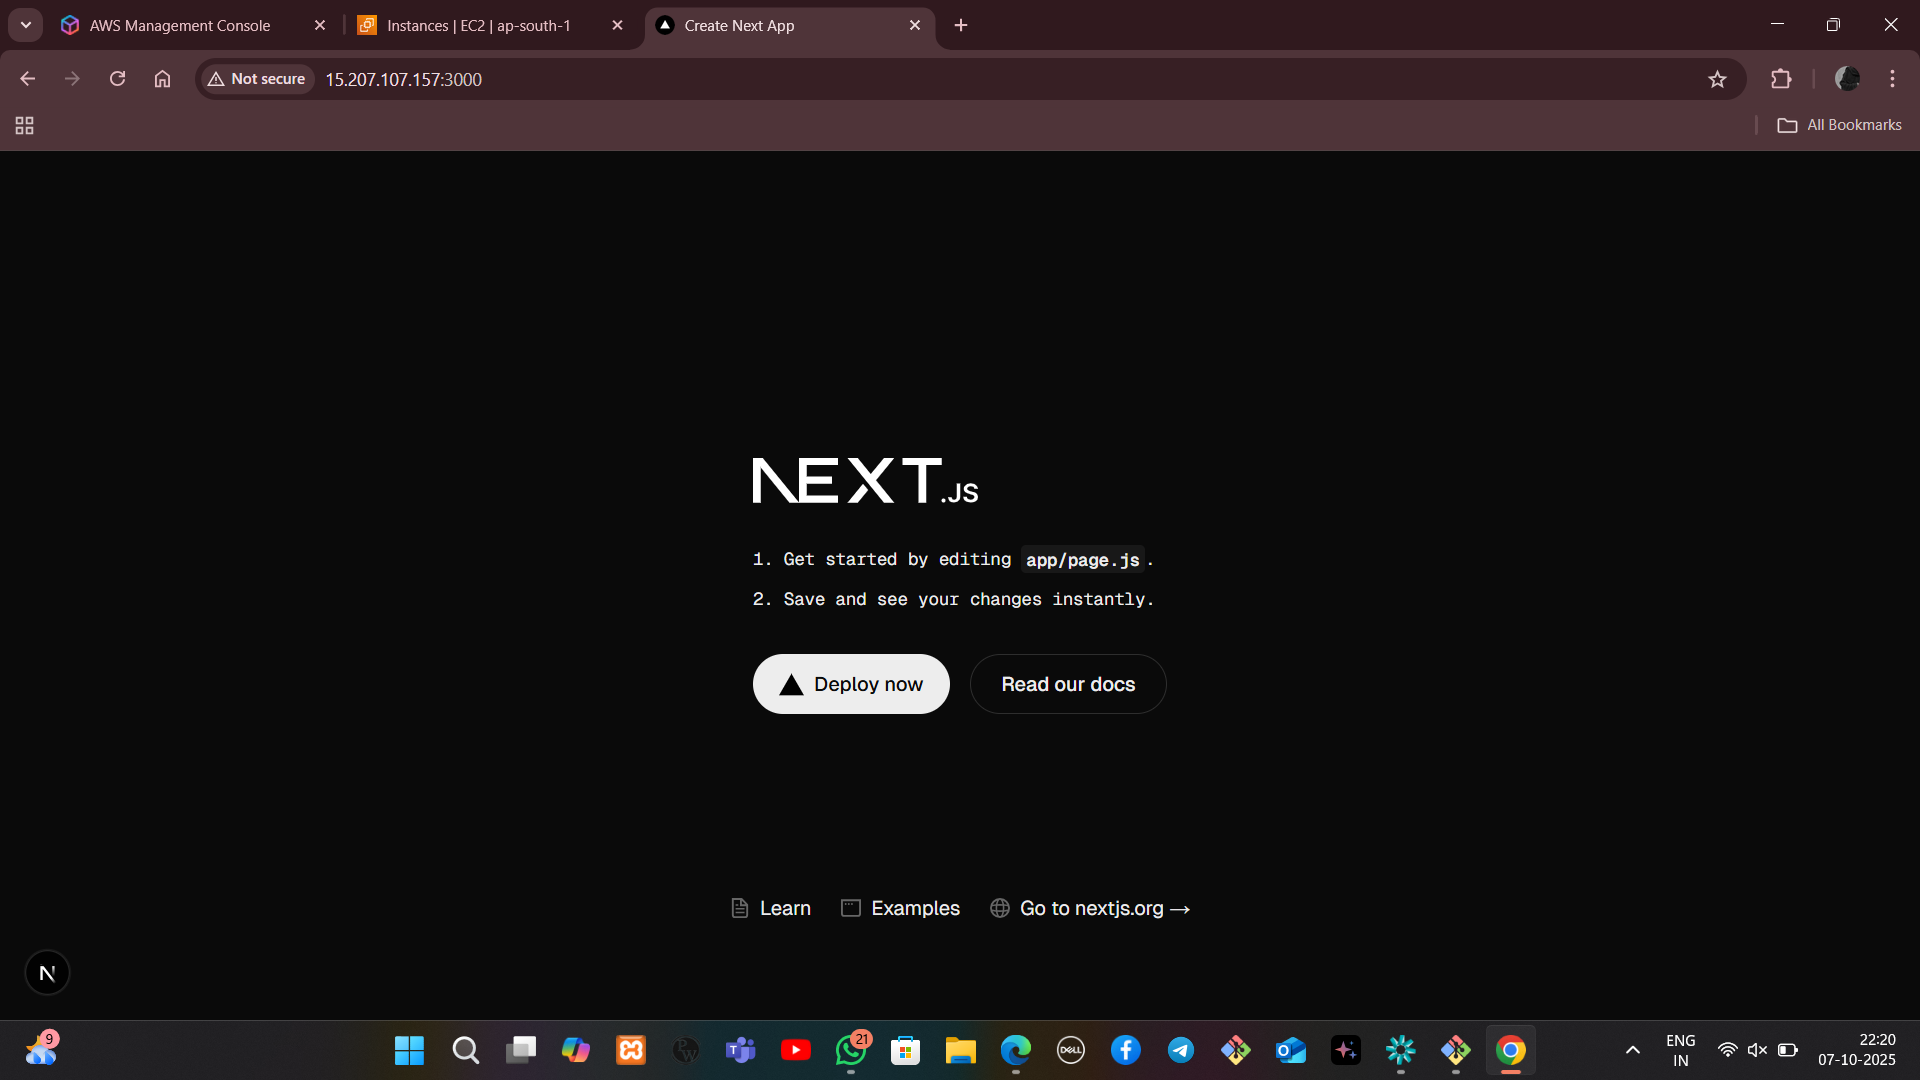 AWS Management Console
Instances | EC2 | ap-south-1
Create Next App
Not secure
15.207.107.157:3000
All Bookmarks
NEXT.JS
1. Get started by editing app/page.js.
2. Save and see your changes instantly.
Deploy now
Read our docs
Learn
Examples
Go to nextjs.org →
N
9
21
DELL
ENG
IN
22:20
07-10-2025